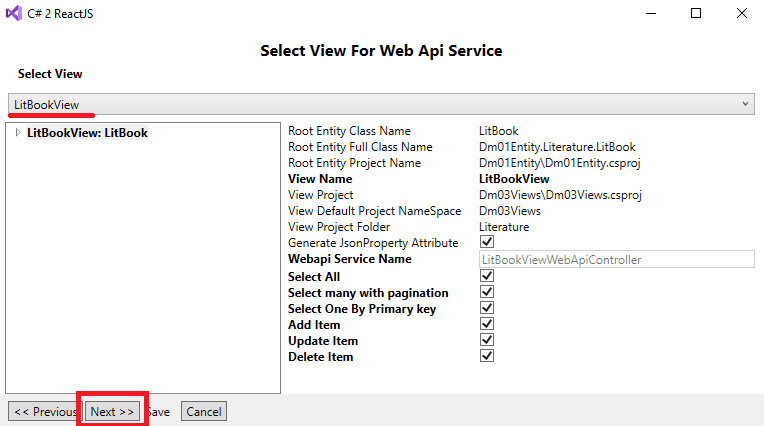 C# 2 ReactJS
Select View For Web Api Service
Select View
LitBookView
LitBookView: LitBook
Root Entity Class Name LitBook
Root Entity Full Class Name Dm01Entity.Literature.LitBook
Root Entity Project Name Dm01Entity\Dm01Entity.csproj
View Name LitBookView
View Project Dm03Views\Dm03Views.csproj
View Default Project NameSpace Dm03Views
View Project Folder Literature
Generate JsonProperty Attribute
Webapi Service Name LitBookViewWebApiController
Select All
Select many with pagination
Select One By Primary key
Add Item
Update Item
Delete Item
<< Previous Next >> Save Cancel